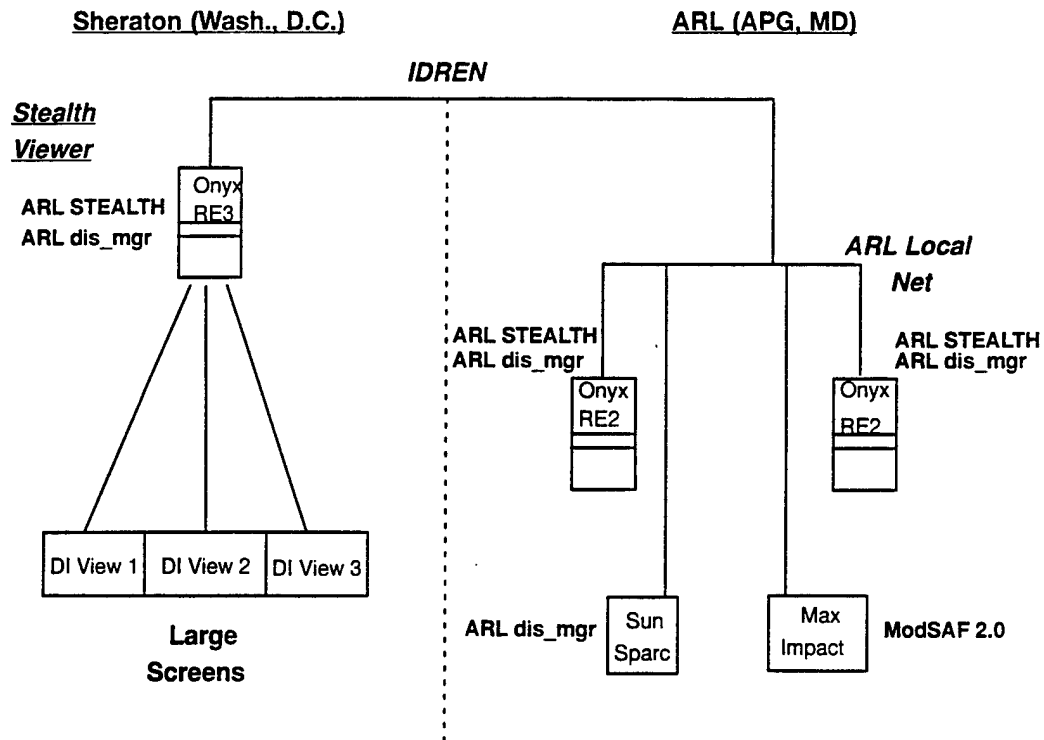 Sheraton (Wash., D.C.)
ARL (APG, MD)
IDREN
Stealth
Viewer
Onyx
RE3
ARL STEALTH
ARL dis_mgr
ARL Local
Net
ARL STEALTH
ARL dis_mgr
Onyx
RE2
ARL STEALTH
ARL dis_mgr
Onyx
RE2
DI View 1
DI View 2
DI View 3
Large
Screens
ARL dis_mgr
Sun
Sparc
Max
Impact
ModSAF 2.0